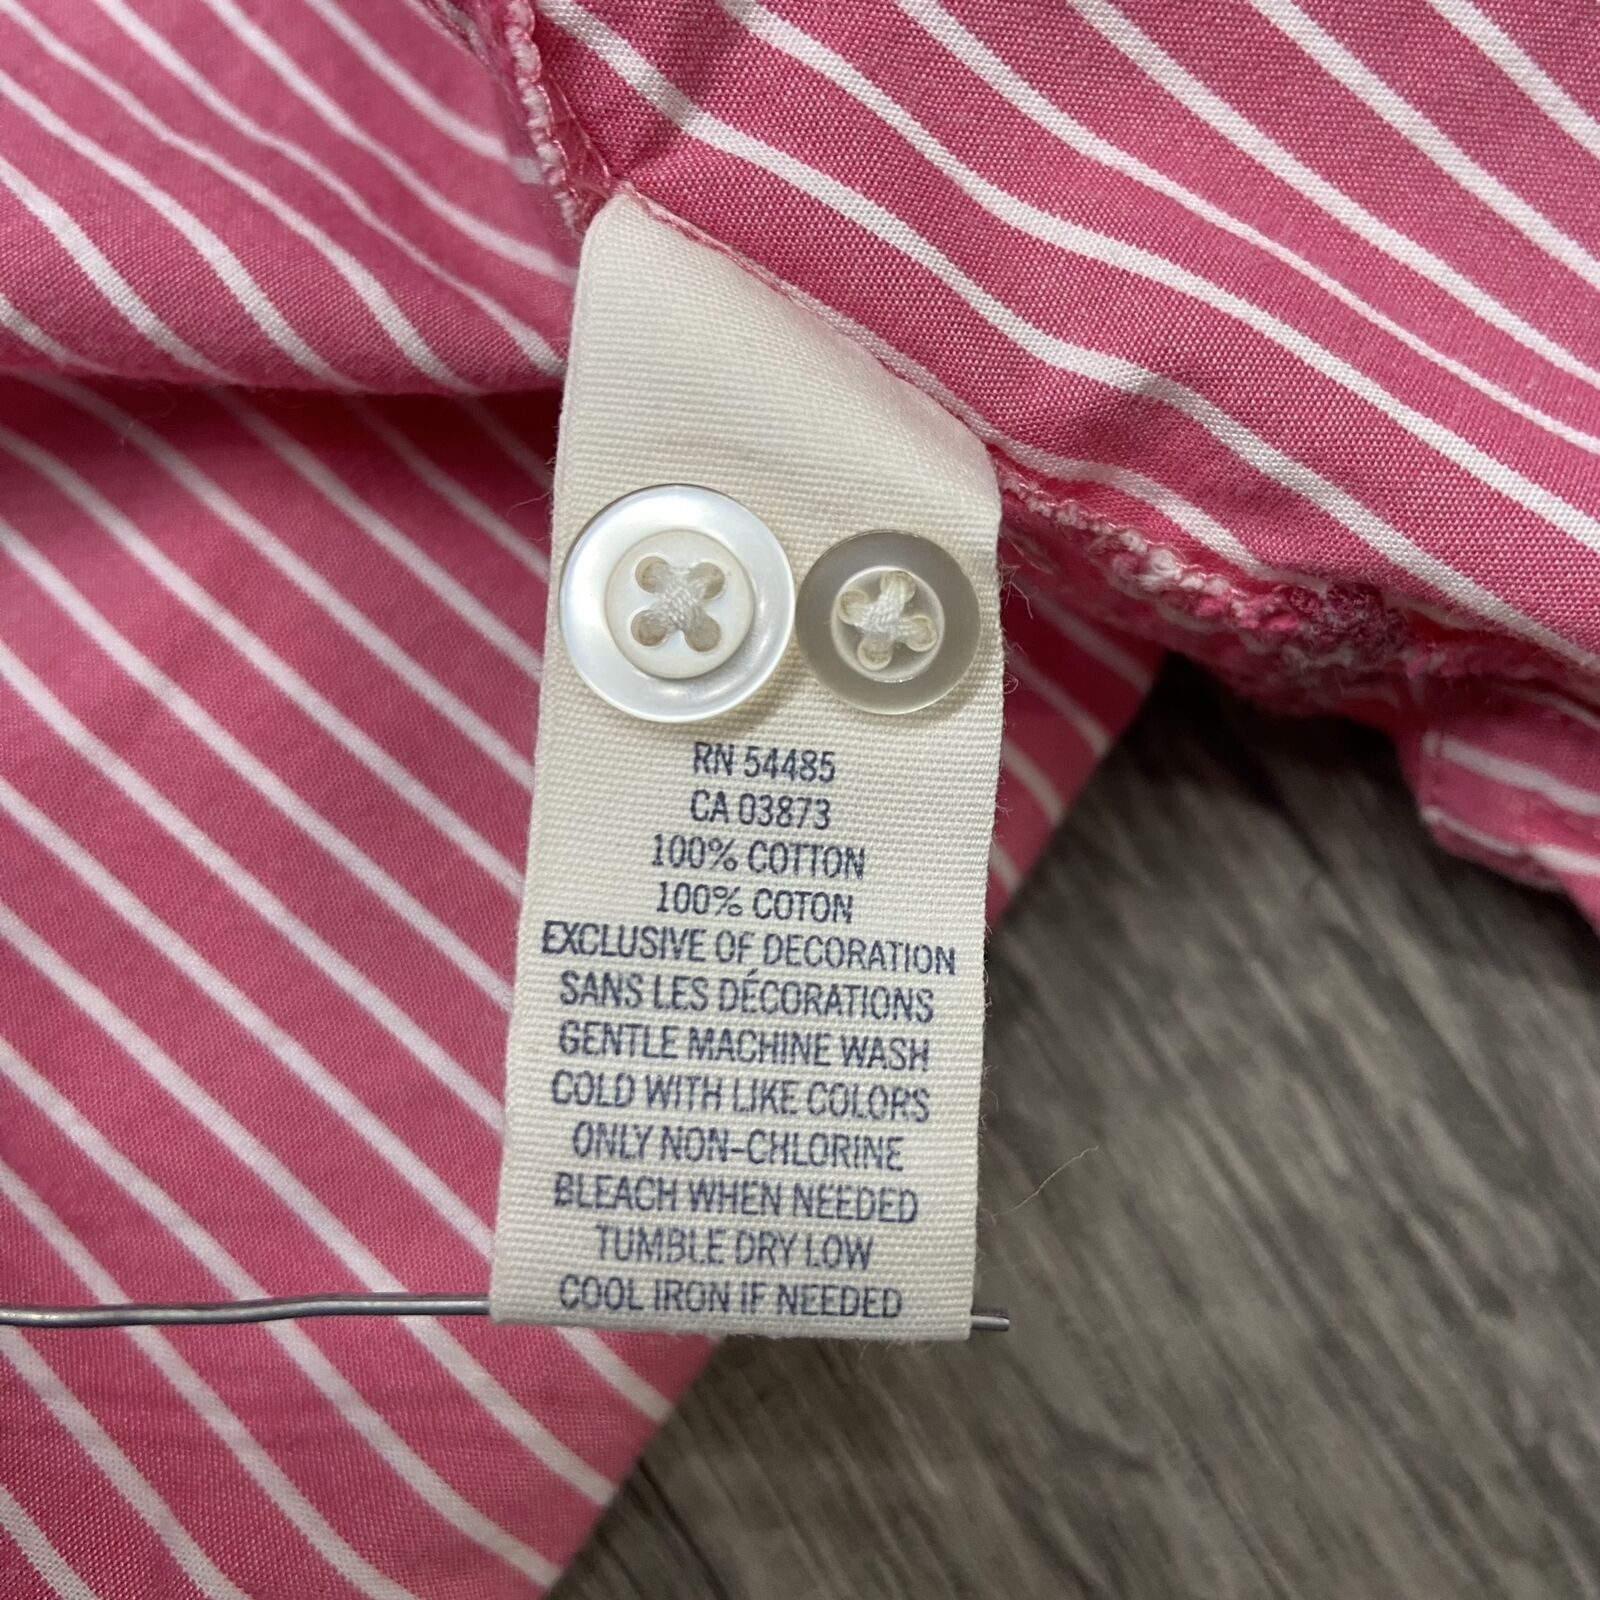 RN 54485
CA 03873
100% COTTON
100% COTON
EXCLUSIVE OF DECORATION
SANS LES DÉCORATIONS
GENTLE MACHINE WASH
COLD WITH LIKE COLORS
ONLY NON-CHLORINE
BLEACH WHEN NEEDED
TUMBLE DRY LOW
COOL IRON IF NEEDED